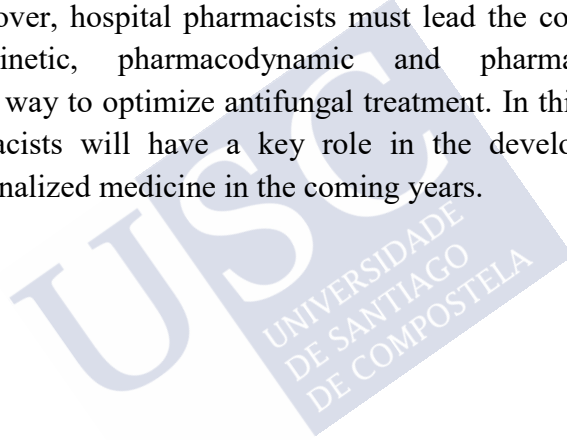 over, hospital pharmacists must lead the co
inetic, pharmacodynamic and pharma
way to optimize antifungal treatment. In thi
acists will have a key role in the develo
nalized medicine in the coming years.
USC
UNIVERSIDADE
DE SANTIAGO
DE COMPOSTELA